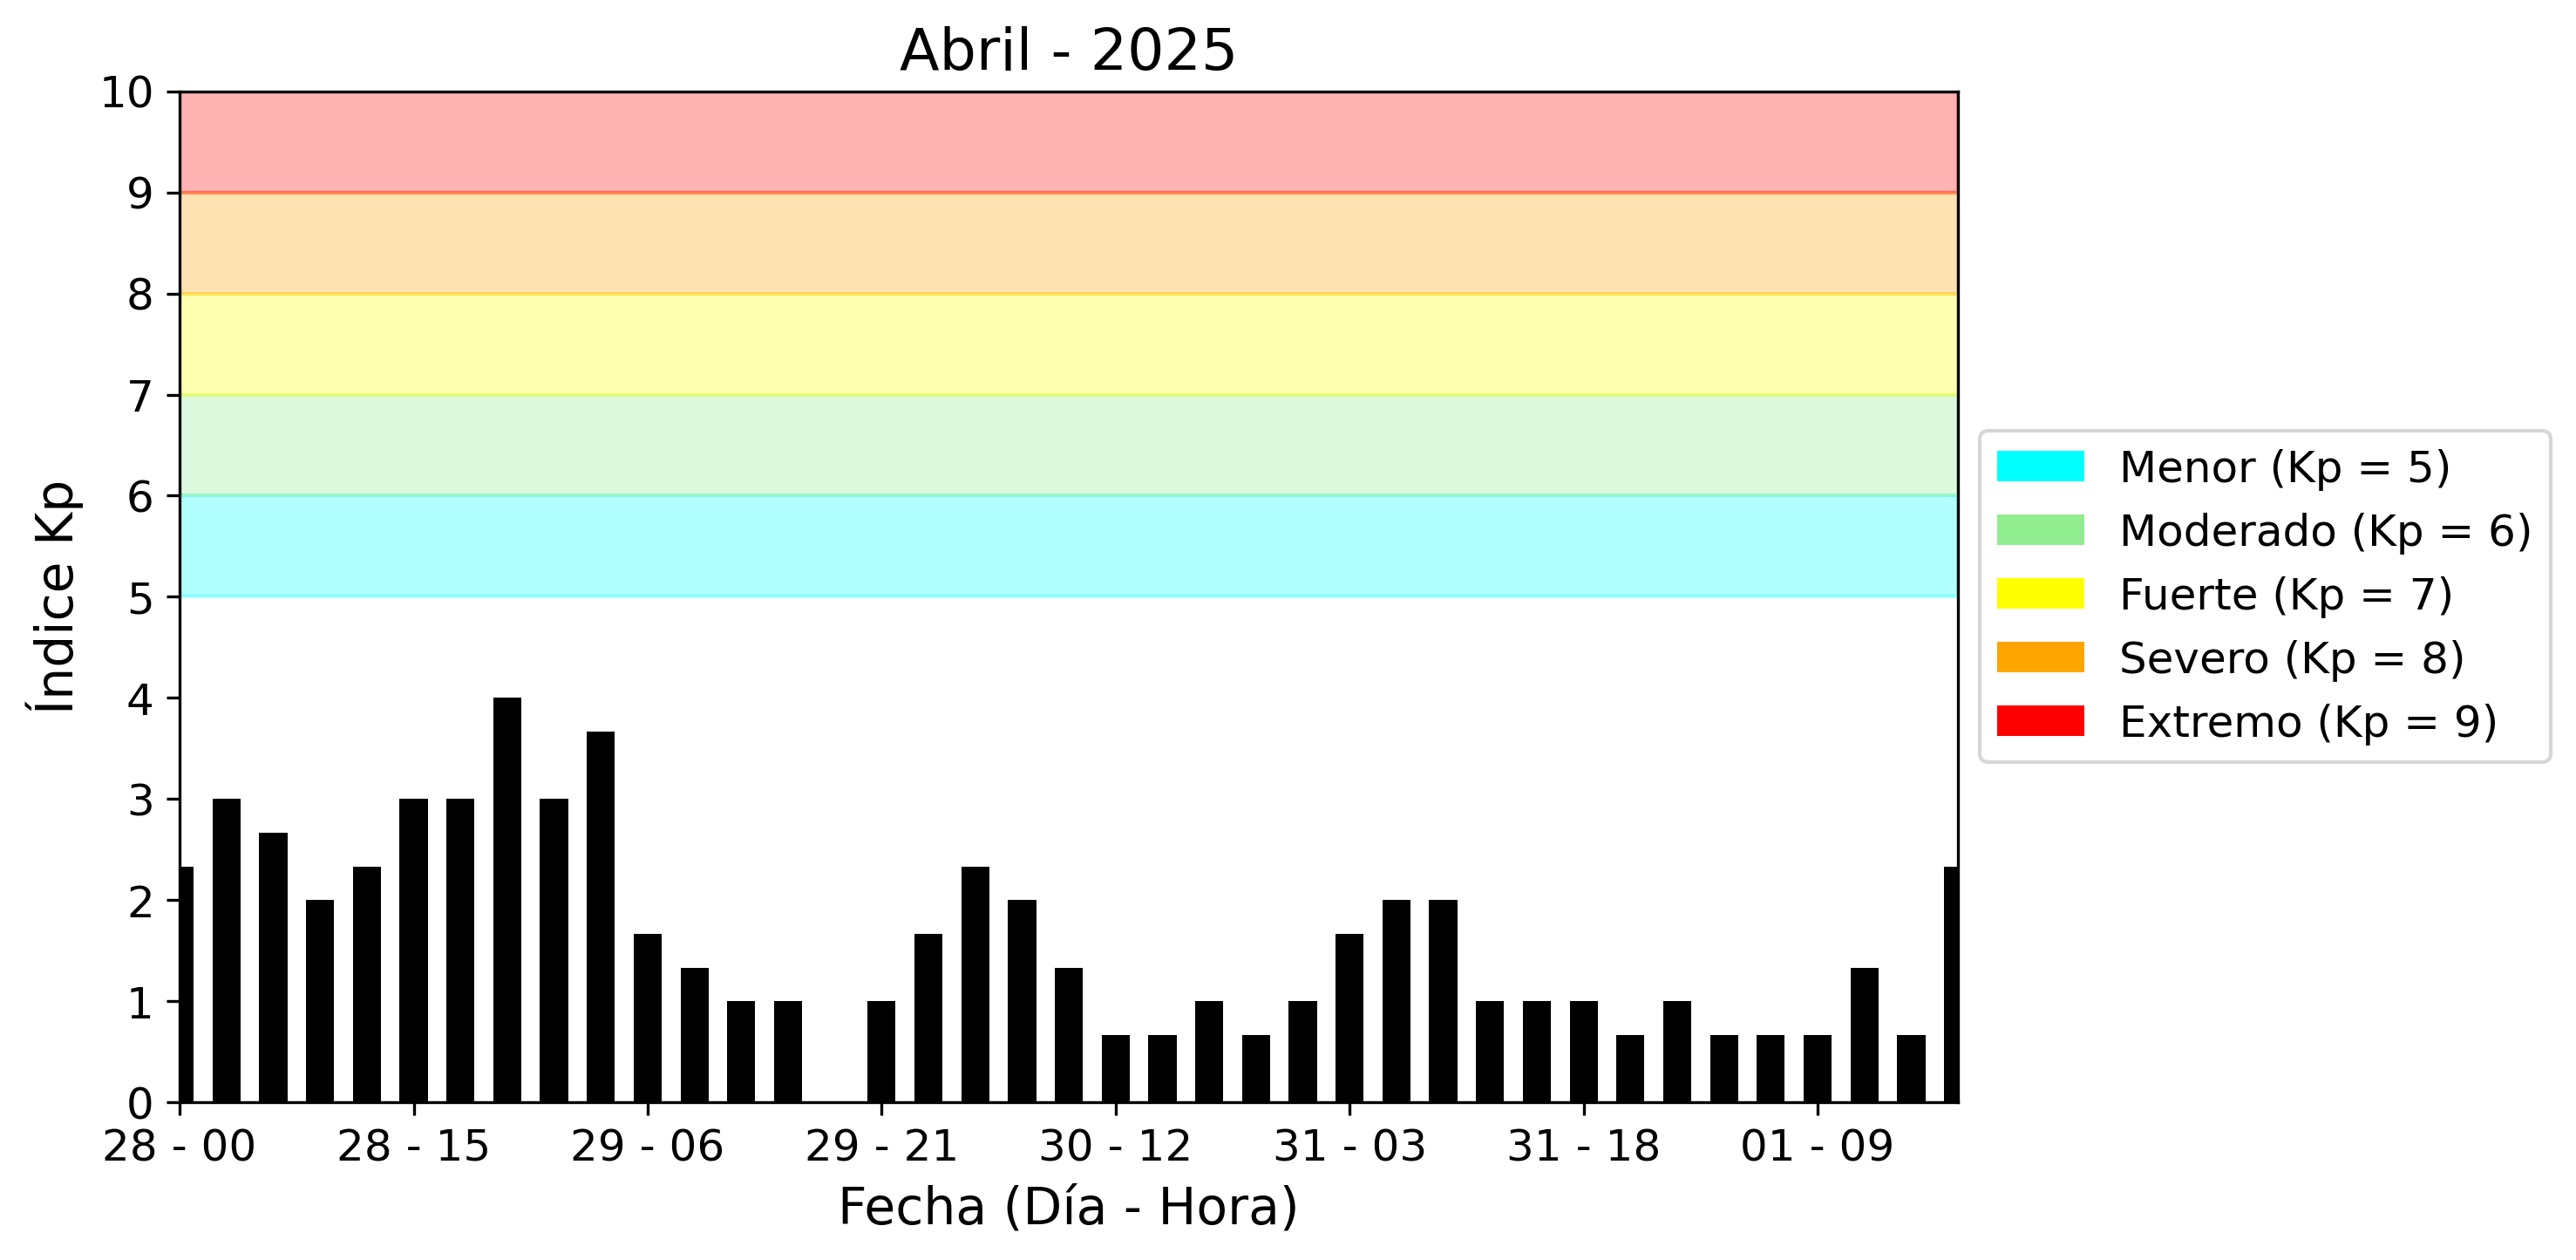 Abril - 2025
10
9
8
7
6
5
4
3
2
1
0
Índice Kp
28 - 00
28 - 15
29 - 06
29 - 21
30 - 12
31 - 03
31 - 18
01 - 09
Fecha (Día - Hora)
Menor (Kp = 5)
Moderado (Kp = 6)
Fuerte (Kp = 7)
Severo (Kp = 8)
Extremo (Kp = 9)